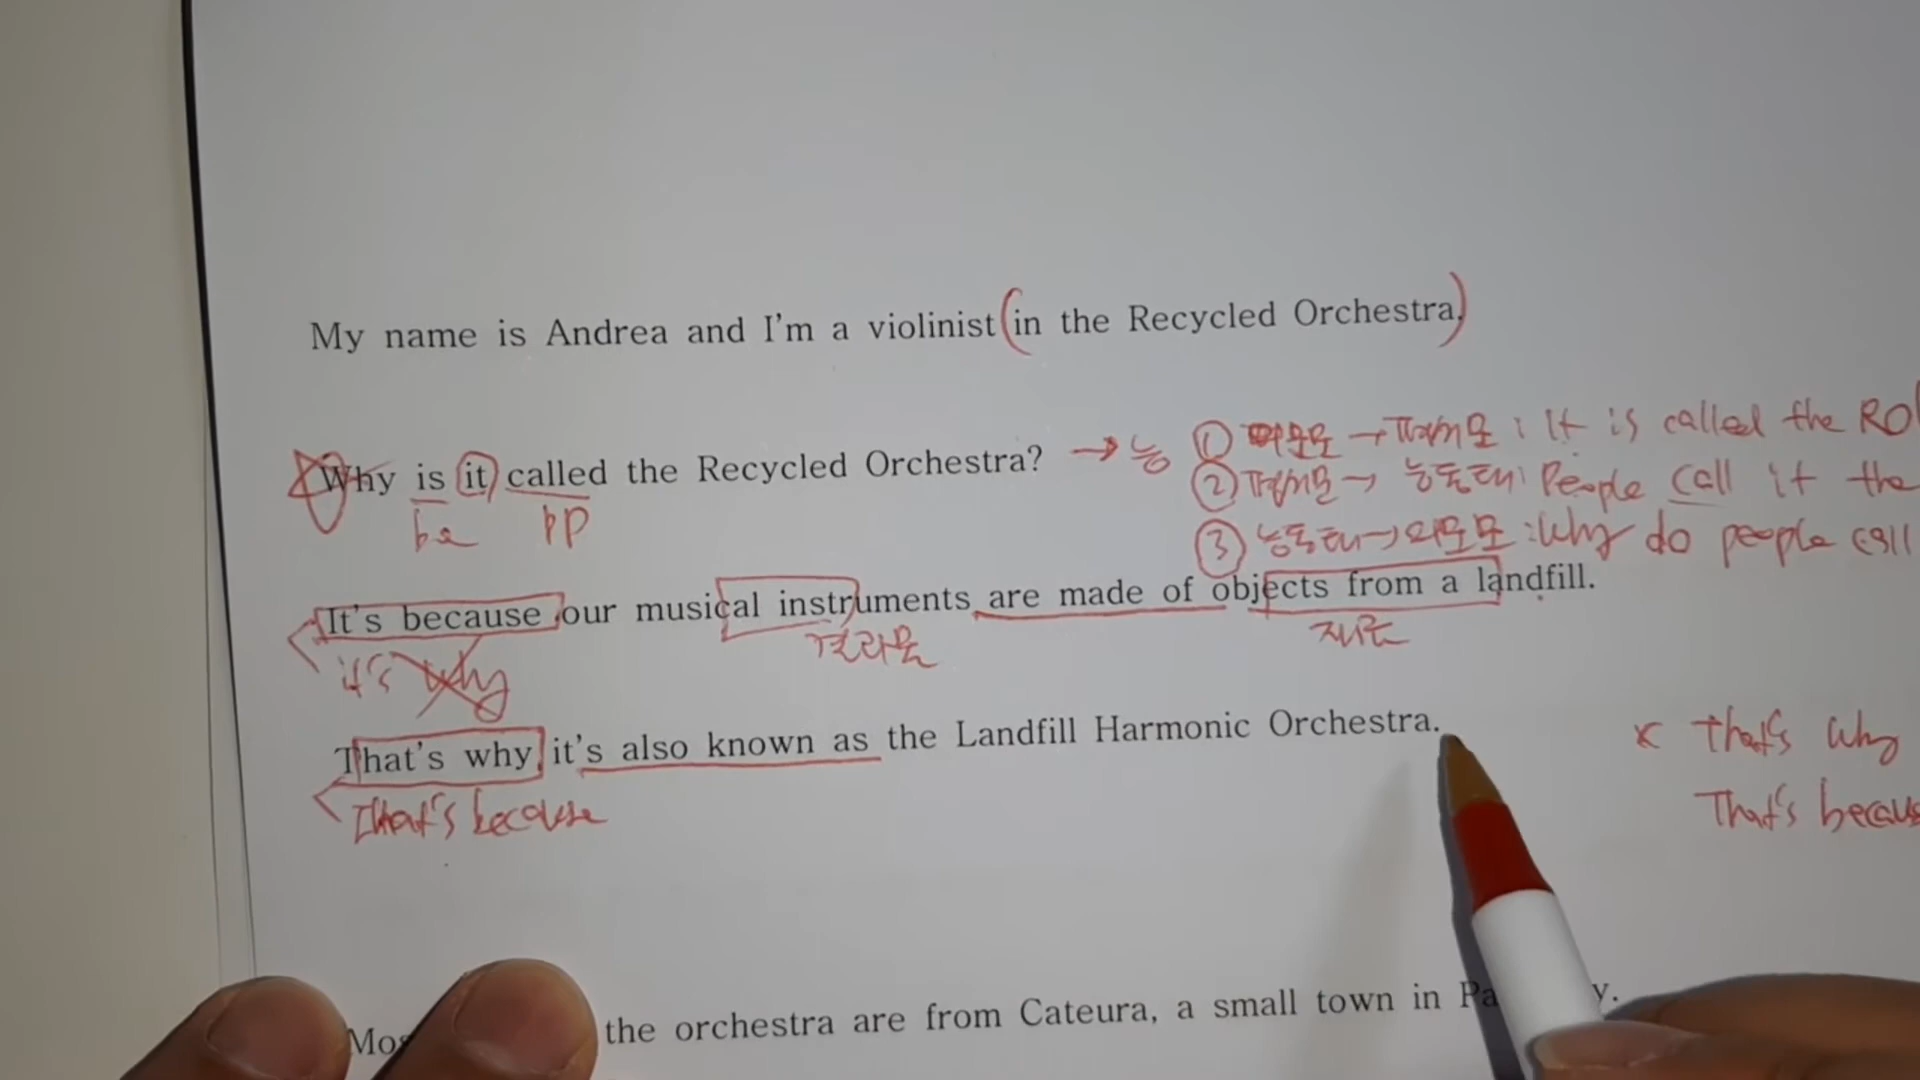 My name is Andrea and I'm a violinist (in the Recycled Orchestra.)
Why is it called the Recycled Orchestra? → 능 ① 의문문 → 평서문 : It is called the RO
be pp ② 평서문 → 능동태 : People call it the
③ 능동태 → 의문문 : Why do people call
It's because our musical instruments are made of objects from a landfill.
it's why 결과물 재료
That's why it's also known as the Landfill Harmonic Orchestra.
x That's why
That's because That's becaus
Mos the orchestra are from Cateura, a small town in Pa y.